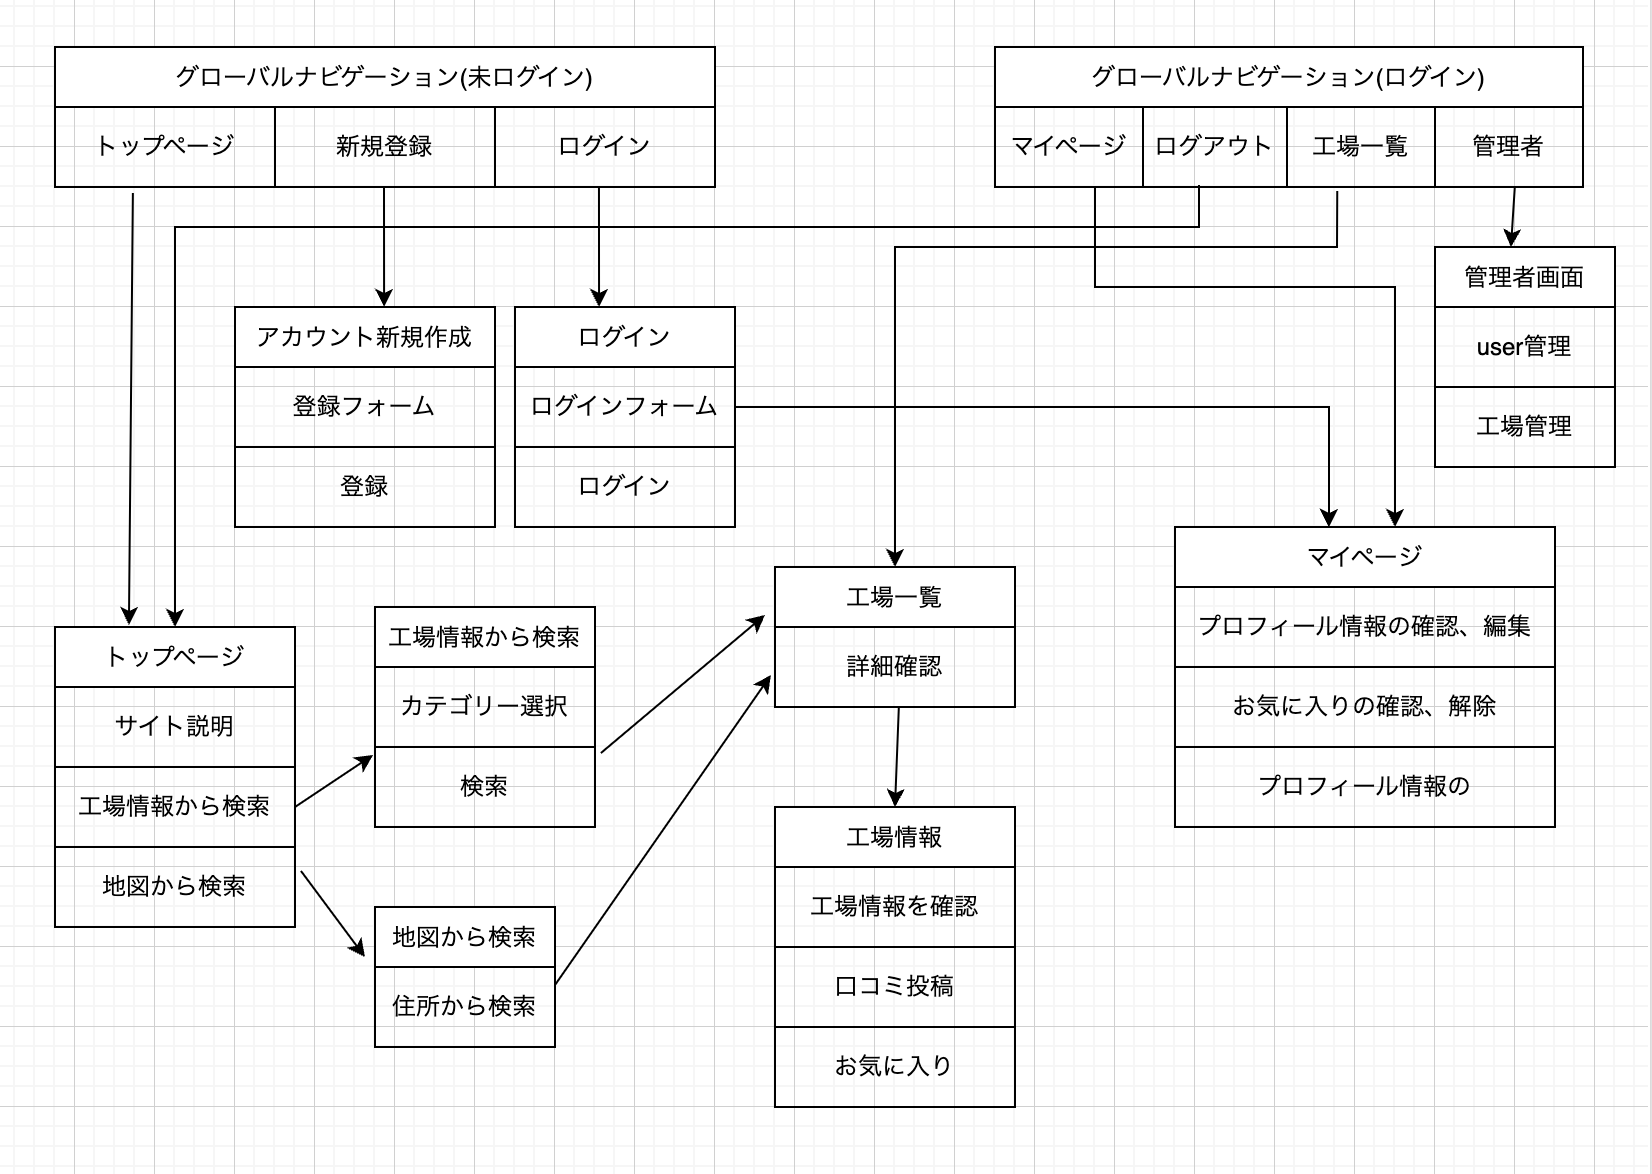 グローバルナビゲーション(未ログイン)
トップページ
新規登録
ログイン
グローバルナビゲーション(ログイン)
マイページ
ログアウト
工場一覧
管理者
管理者画面
user管理
工場管理
アカウント新規作成
登録フォーム
登録
ログイン
ログインフォーム
ログイン
マイページ
プロフィール情報の確認、編集
お気に入りの確認、解除
プロフィール情報の
工場一覧
詳細確認
トップページ
サイト説明
工場情報から検索
地図から検索
工場情報から検索
カテゴリー選択
検索
地図から検索
住所から検索
工場情報
工場情報を確認
口コミ投稿
お気に入り